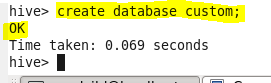 hive> create database custom;
OK
Time taken: 0.069 seconds
hive>